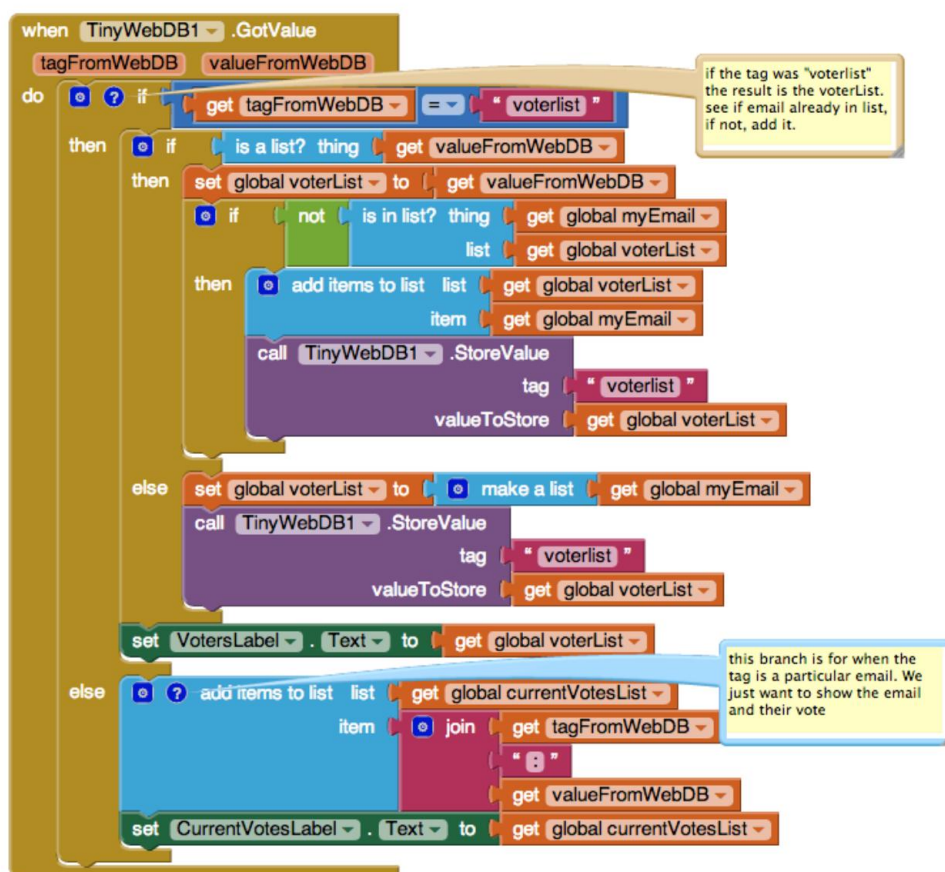 when TinyWebDB1 .GotValue
tagFromWebDB valueFromWebDB
do ? if get tagFromWebDB = " voterlist "
if the tag was "voterlist"
the result is the voterList.
see if email already in list,
if not, add it.
then if is a list? thing get valueFromWebDB
then set global voterList to get valueFromWebDB
if not is in list? thing get global myEmail
list get global voterList
then add items to list list get global voterList
item get global myEmail
call TinyWebDB1 .StoreValue
tag " voterlist "
valueToStore get global voterList
else set global voterList to make a list get global myEmail
call TinyWebDB1 .StoreValue
tag " voterlist "
valueToStore get global voterList
set VotersLabel . Text to get global voterList
this branch is for when the
tag is a particular email. We
just want to show the email
and their vote
else ? add items to list list get global currentVotesList
item join get tagFromWebDB
" : "
get valueFromWebDB
set CurrentVotesLabel . Text to get global currentVotesList